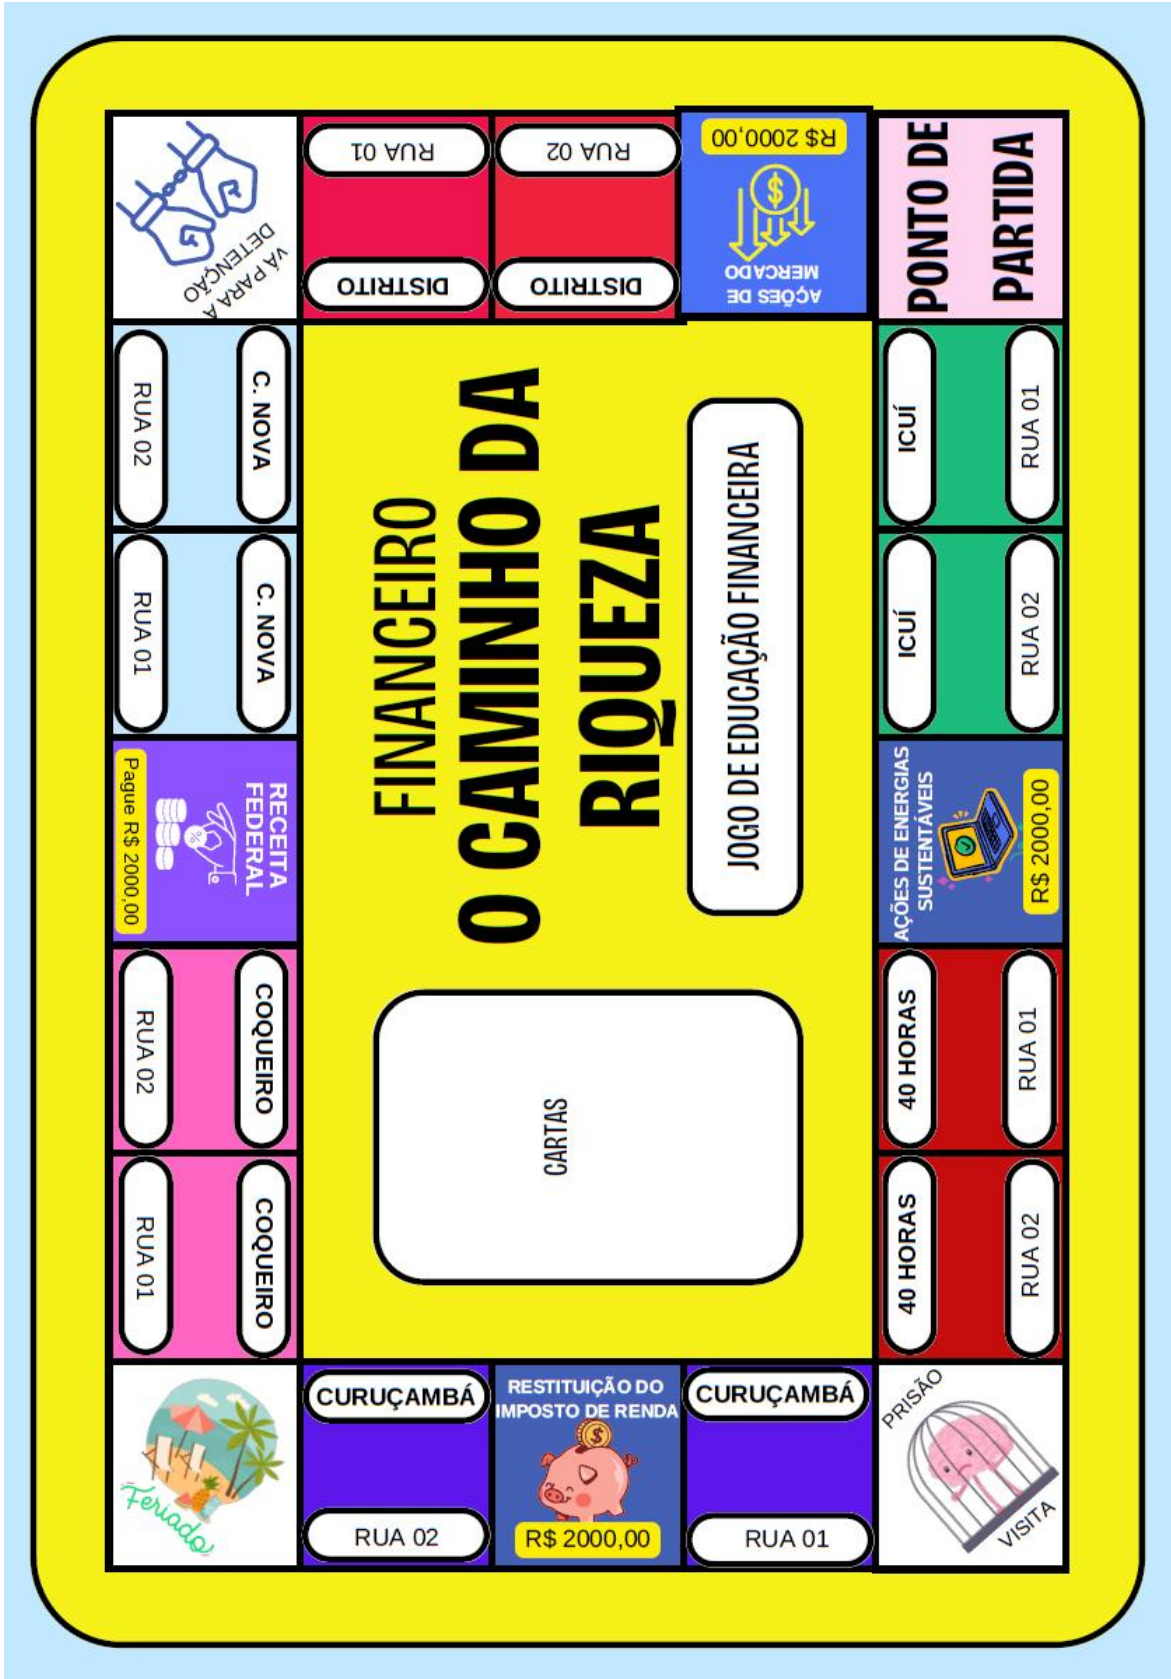 FINANCEIRO
O CAMINHO DA
RIQUEZA
JOGO DE EDUCAÇÃO FINANCEIRA
CARTAS
PONTO DE
PARTIDA
ICUÍ
RUA 01
ICUÍ
RUA 02
AÇÕES DE ENERGIAS
SUSTENTÁVEIS
R$ 2000,00
40 HORAS
RUA 01
40 HORAS
RUA 02
PRISÃO
VISITA
CURUÇAMBÁ
RUA 01
RESTITUIÇÃO DO
IMPOSTO DE RENDA
R$ 2000,00
CURUÇAMBÁ
RUA 02
Feriado
COQUEIRO
RUA 01
COQUEIRO
RUA 02
RECEITA
FEDERAL
Pague R$ 2000,00
C. NOVA
RUA 01
C. NOVA
RUA 02
VÁ PARA A
DETENÇÃO
DISTRITO
RUA 01
DISTRITO
RUA 02
AÇÕES DE
MERCADO
R$ 2000,00